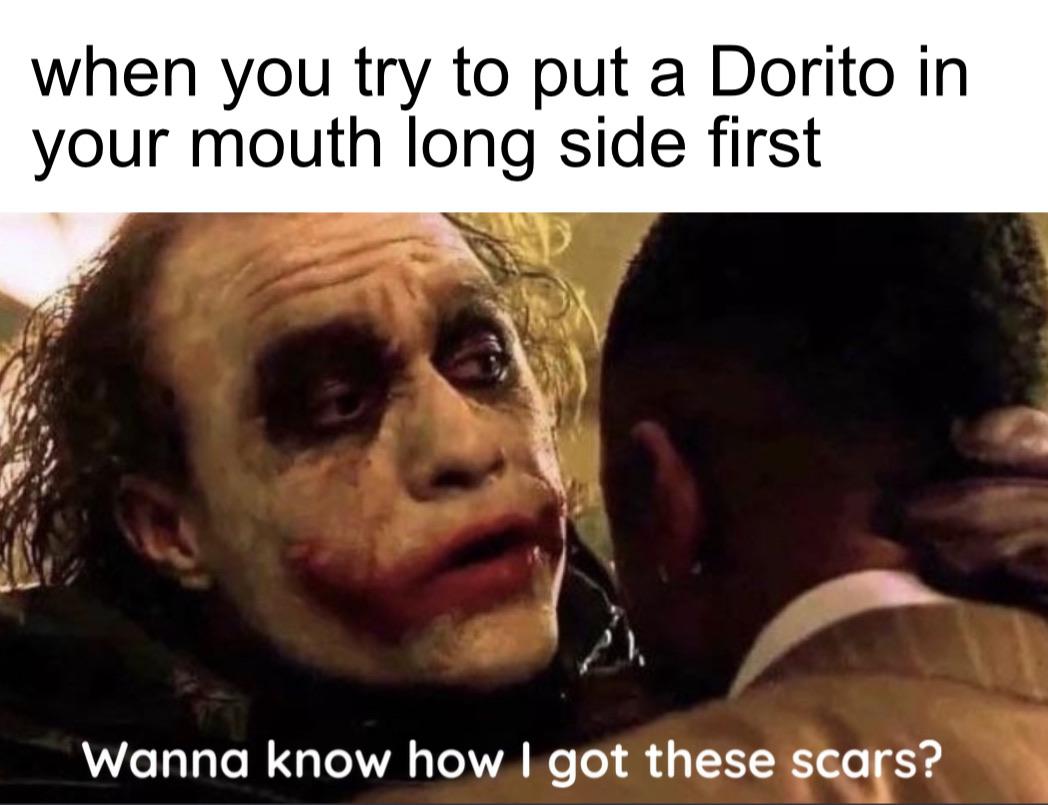 when you try to put a Dorito in
your mouth long side first
Wanna know how I got these scars?